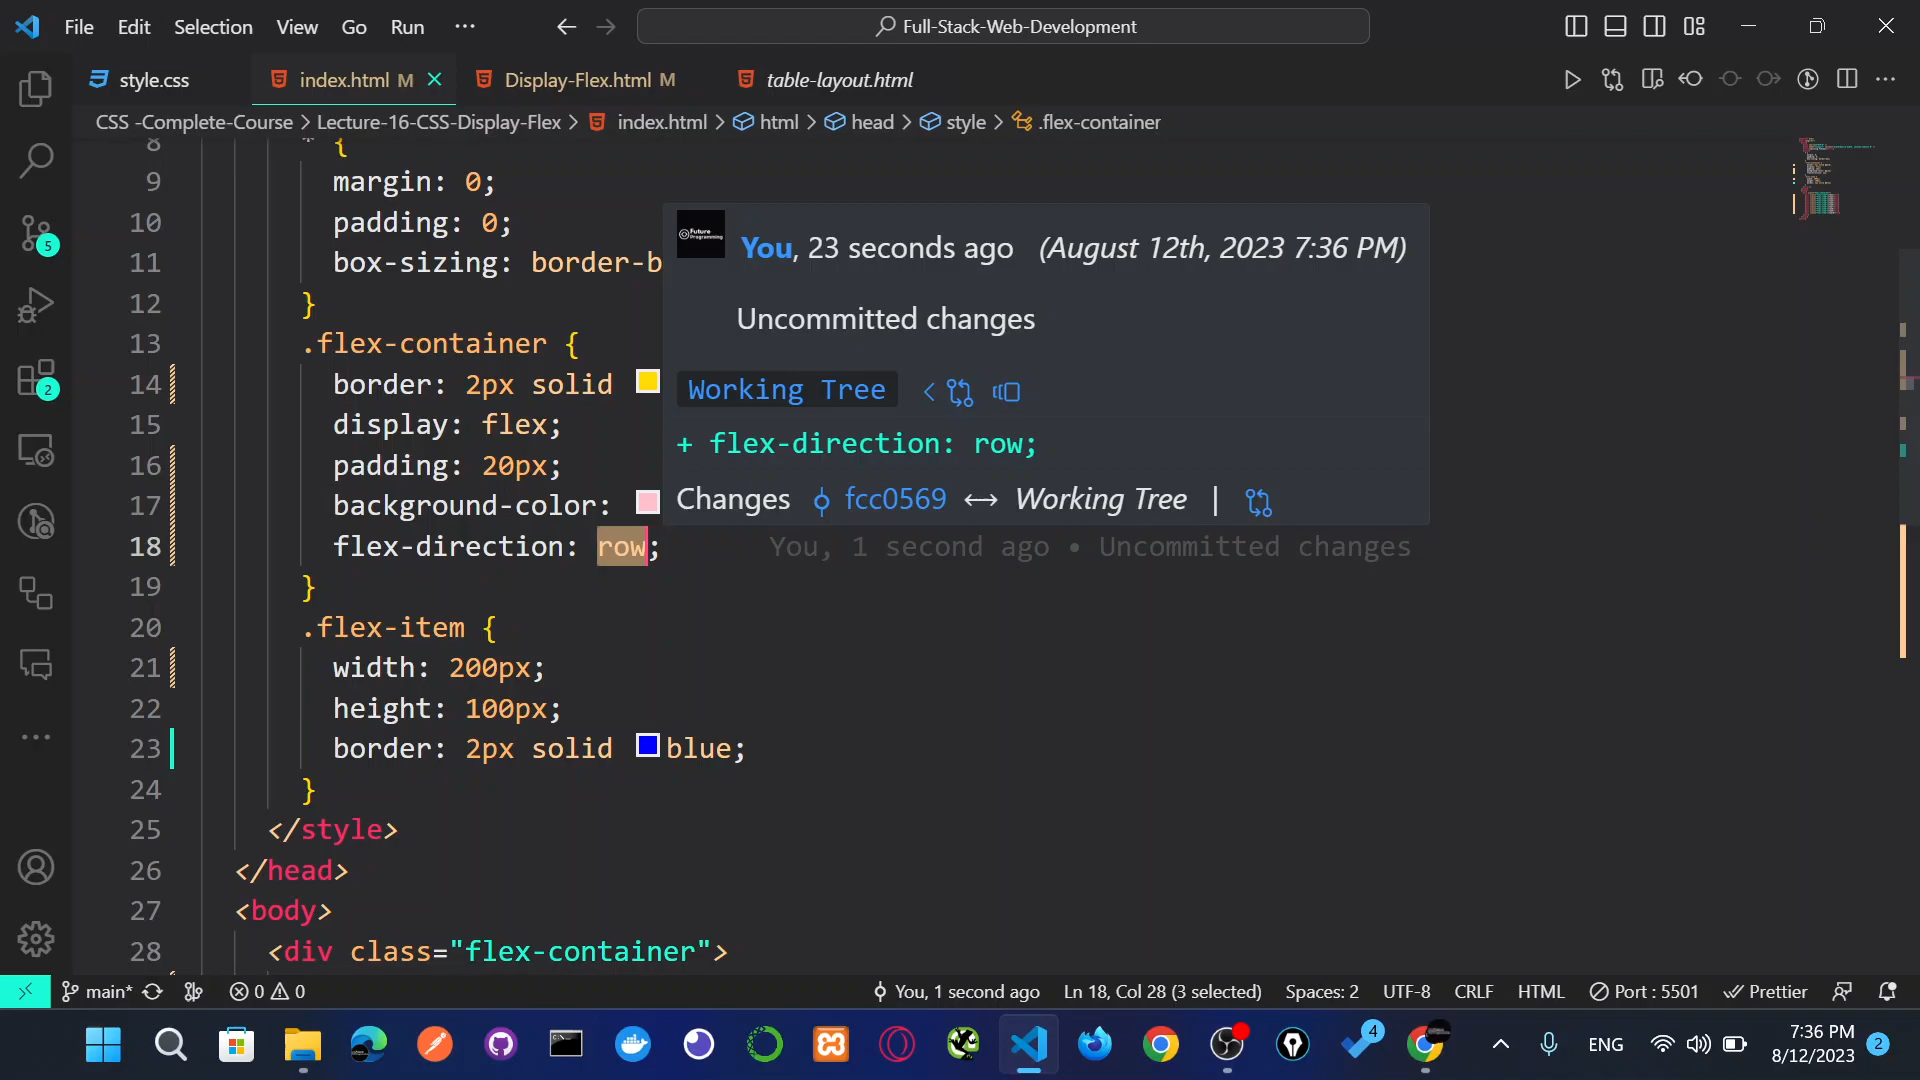 File Edit Selection View Go Run ··· Full-Stack-Web-Development
style.css index.html M Display-Flex.html M table-layout.html
CSS -Complete-Course > Lecture-16-CSS-Display-Flex > index.html > html > head > style > .flex-container
8 * {
9 margin: 0;
10 padding: 0;
11 box-sizing: border-b
12 }
13 .flex-container {
14 border: 2px solid
15 display: flex;
16 padding: 20px;
17 background-color:
18 flex-direction: row; You, 1 second ago • Uncommitted changes
19 }
20 .flex-item {
21 width: 200px;
22 height: 100px;
23 border: 2px solid blue;
24 }
25 </style>
26 </head>
27 <body>
28 <div class="flex-container">
Future Programming
You, 23 seconds ago (August 12th, 2023 7:36 PM)
Uncommitted changes
Working Tree
+ flex-direction: row;
Changes fcc0569 ↔ Working Tree |
5
2
main* 0 0 You, 1 second ago Ln 18, Col 28 (3 selected) Spaces: 2 UTF-8 CRLF HTML Port : 5501 Prettier
4
ENG
7:36 PM
8/12/2023
2